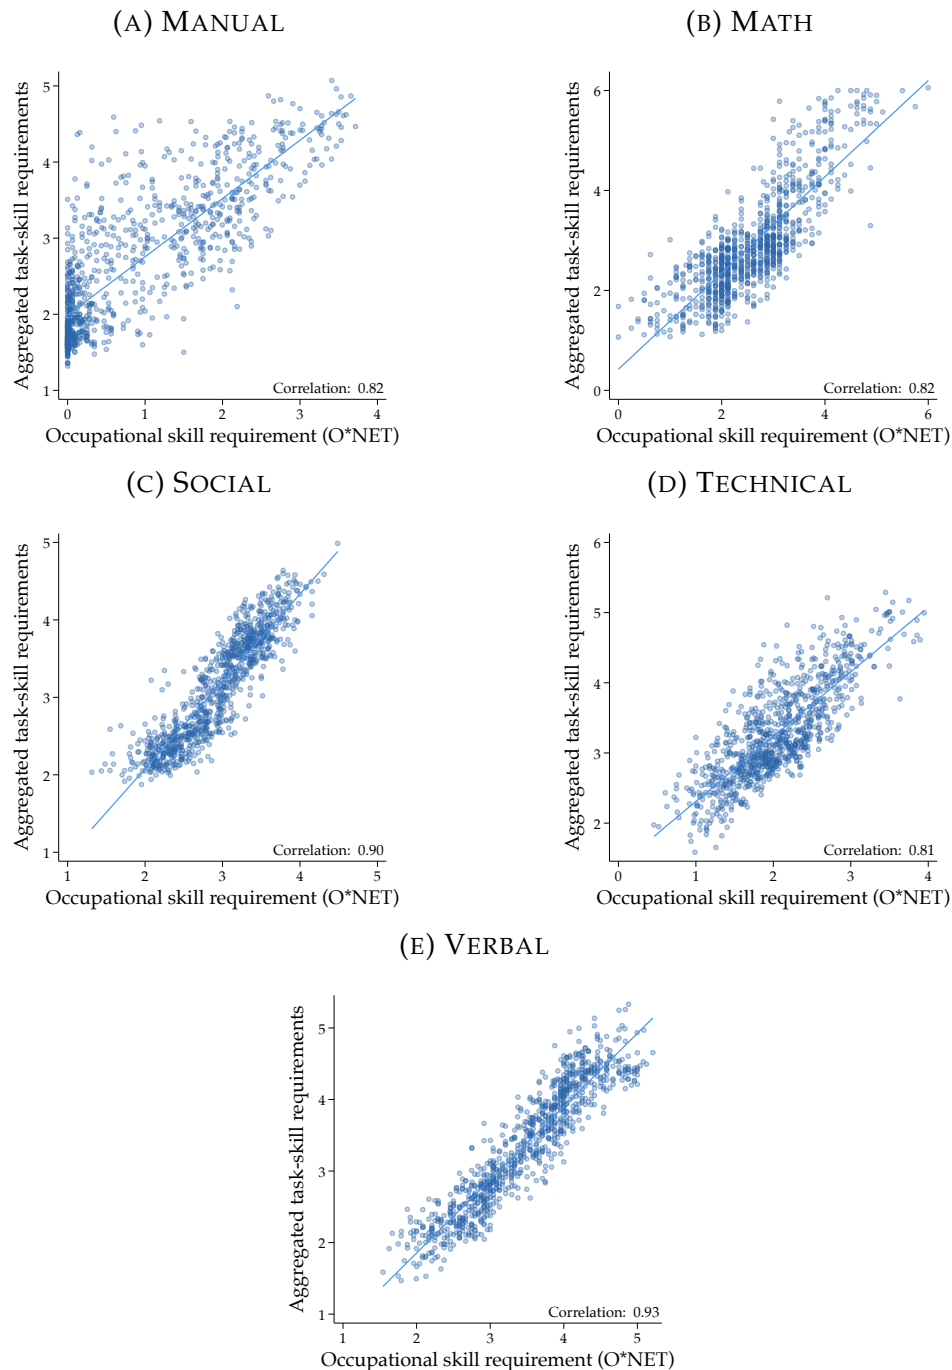 (A) MANUAL
Aggregated task-skill requirements
5
4
3
2
1
Correlation: 0.82
0 1 2 3 4
Occupational skill requirement (O*NET)
(B) MATH
Aggregated task-skill requirements
6
4
2
0
Correlation: 0.82
0 2 4 6
Occupational skill requirement (O*NET)
(C) SOCIAL
Aggregated task-skill requirements
5
4
3
2
1
Correlation: 0.90
1 2 3 4 5
Occupational skill requirement (O*NET)
(D) TECHNICAL
Aggregated task-skill requirements
6
5
4
3
2
Correlation: 0.81
0 1 2 3 4
Occupational skill requirement (O*NET)
(E) VERBAL
Aggregated task-skill requirements
5
4
3
2
1
Correlation: 0.93
1 2 3 4 5
Occupational skill requirement (O*NET)